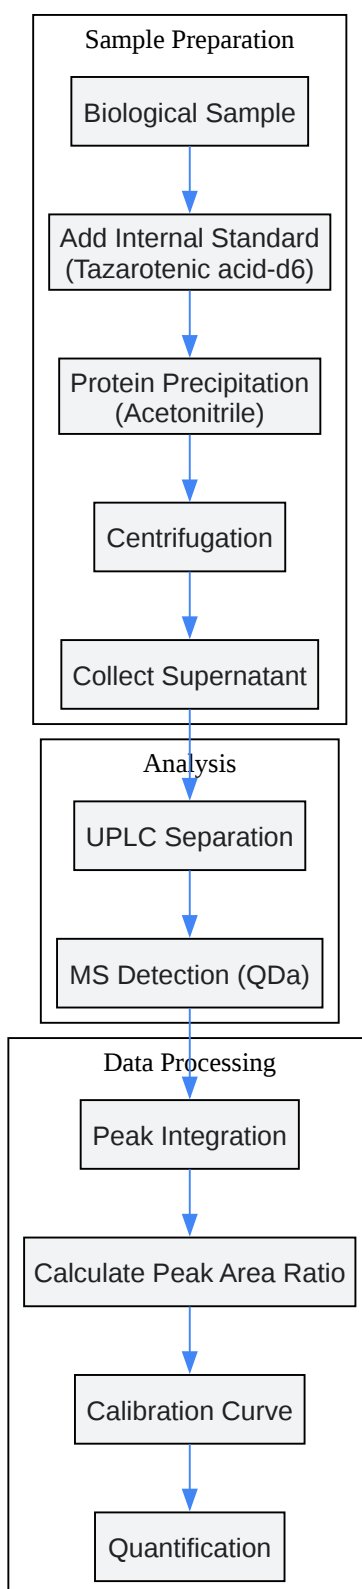 Sample Preparation
Biological Sample
Add Internal Standard
(Tazarotenic acid-d6)
Protein Precipitation
(Acetonitrile)
Centrifugation
Collect Supernatant
Analysis
UPLC Separation
MS Detection (QDa)
Data Processing
Peak Integration
Calculate Peak Area Ratio
Calibration Curve
Quantification